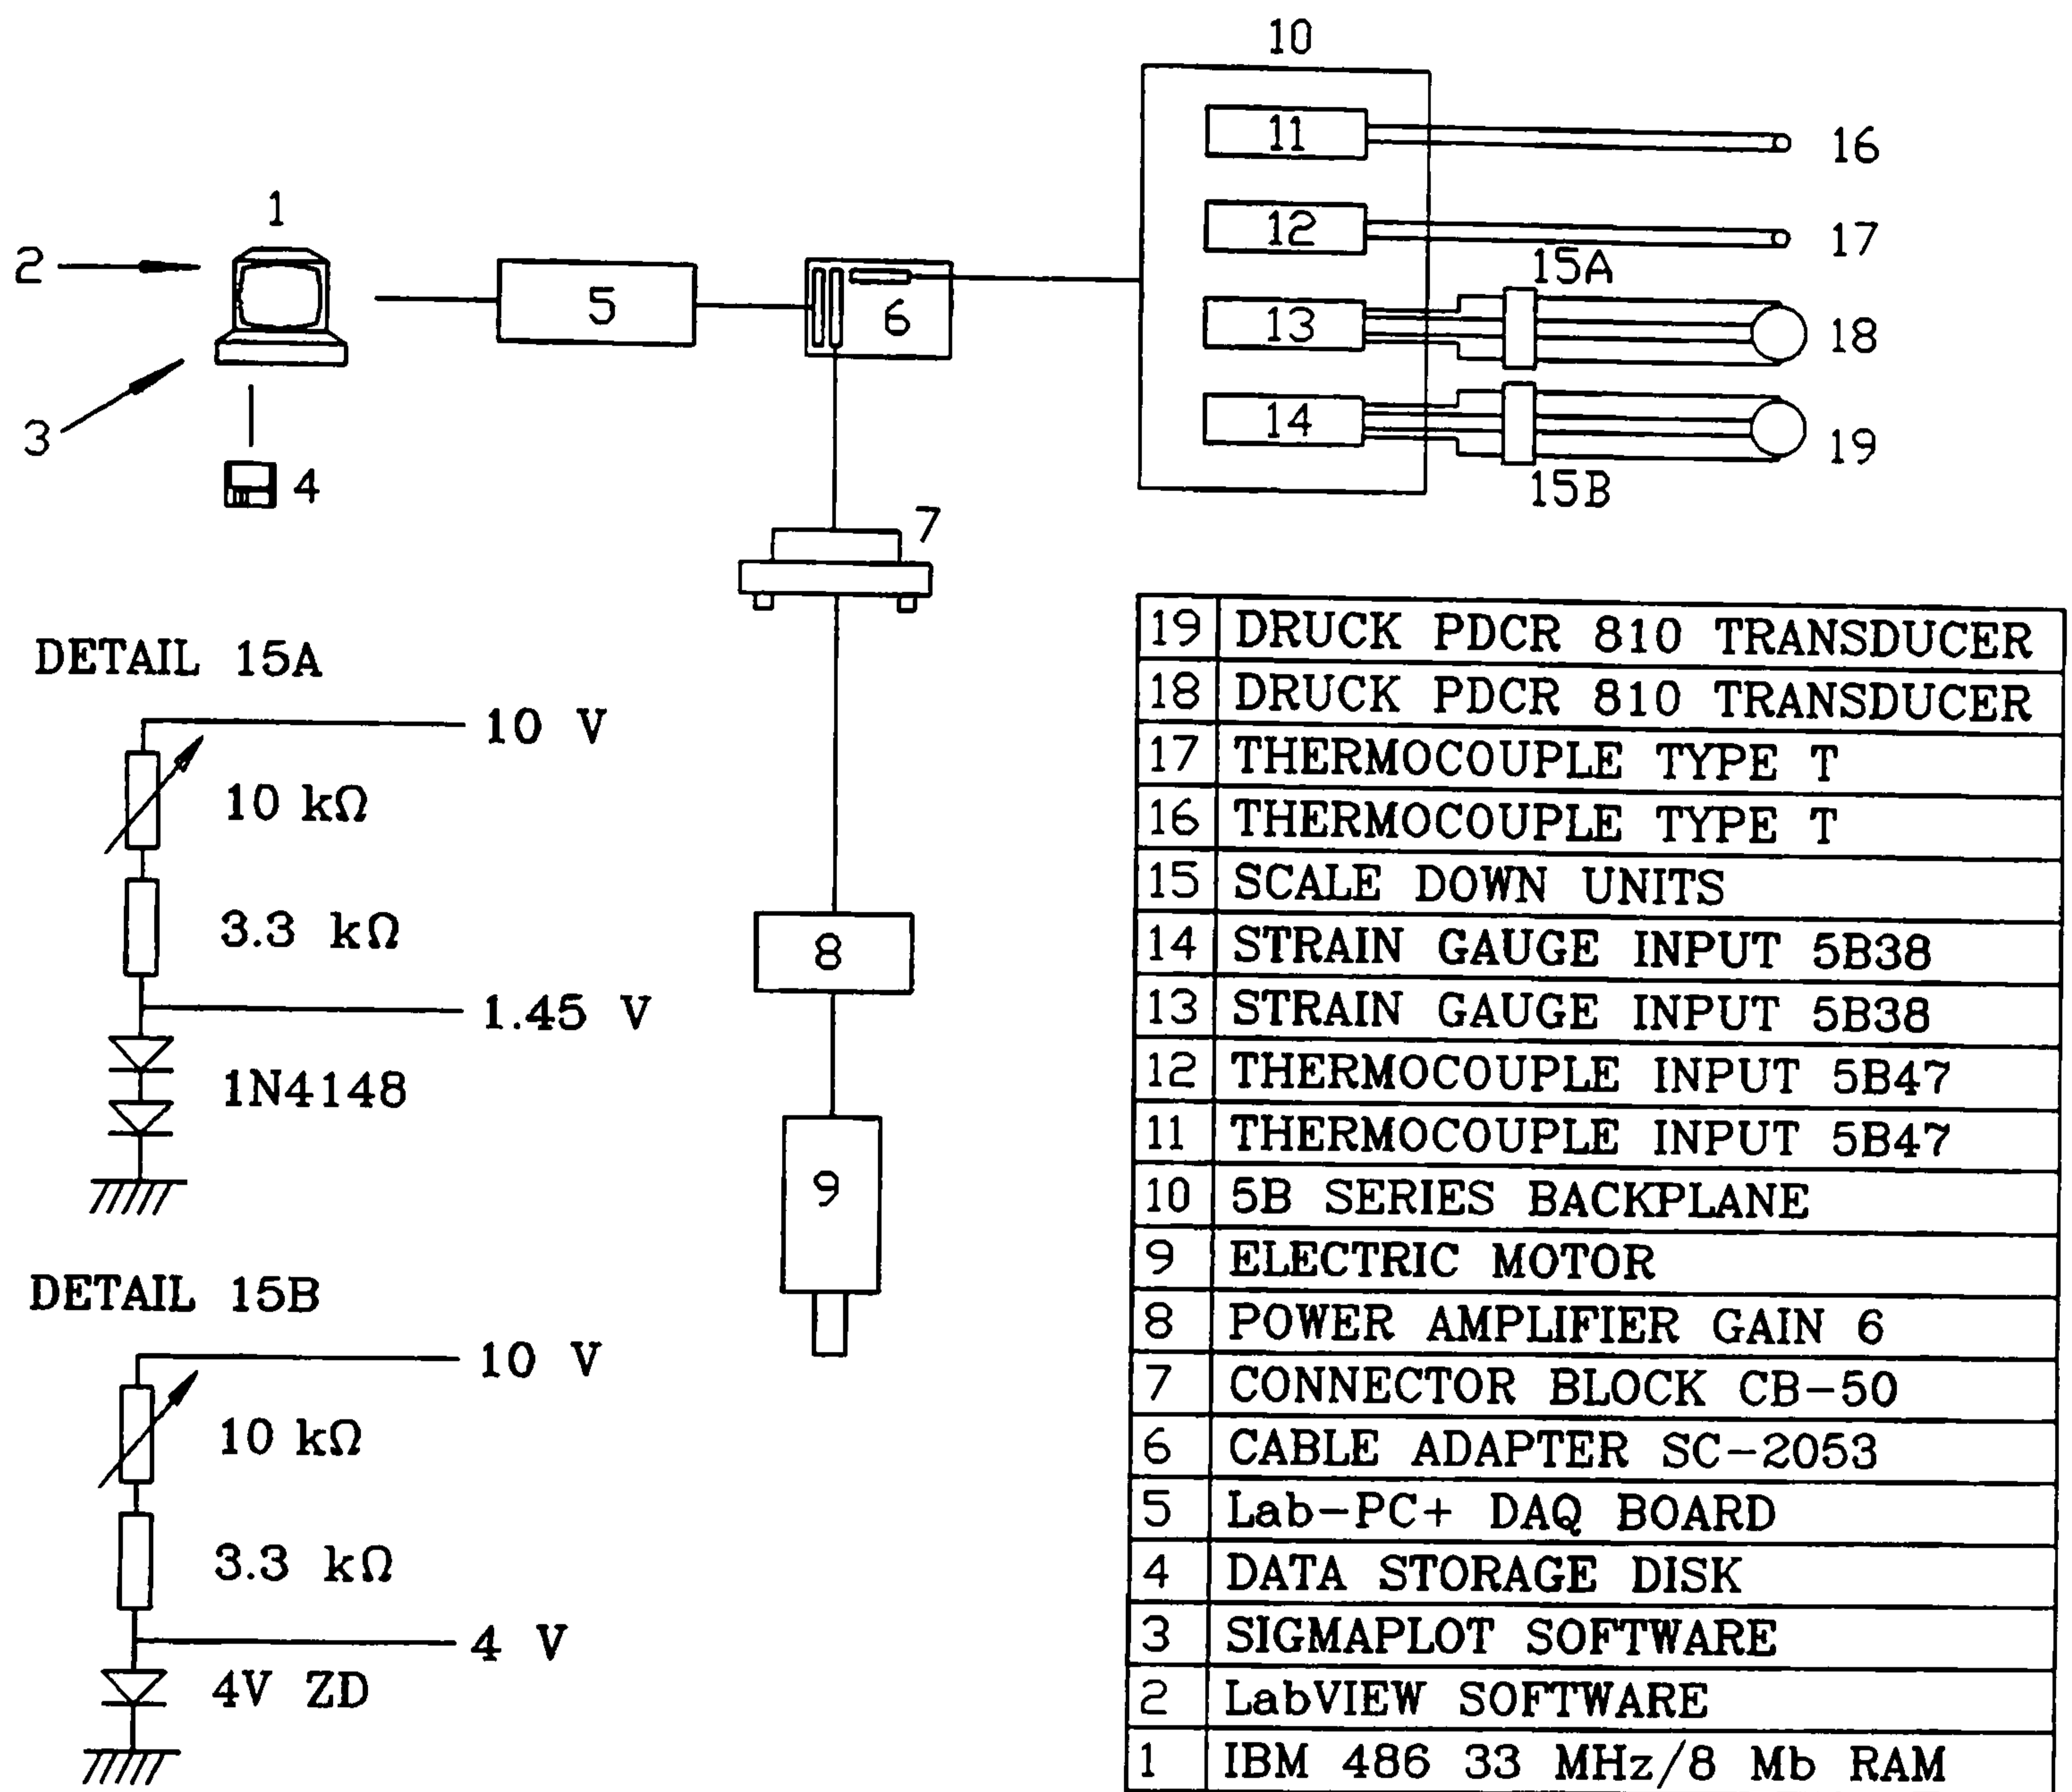 10
11
16
1
12
17
2
15A
5
6
13
18
3
14
19
4
15B
7
DETAIL 15A
10 V
10 kΩ
3.3 kΩ
1.45 V
1N4148
8
9
DETAIL 15B
10 V
10 kΩ
3.3 kΩ
4 V
4V ZD
19 DRUCK PDCR 810 TRANSDUCER
18 DRUCK PDCR 810 TRANSDUCER
17 THERMOCOUPLE TYPE T
16 THERMOCOUPLE TYPE T
15 SCALE DOWN UNITS
14 STRAIN GAUGE INPUT 5B38
13 STRAIN GAUGE INPUT 5B38
12 THERMOCOUPLE INPUT 5B47
11 THERMOCOUPLE INPUT 5B47
10 5B SERIES BACKPLANE
9 ELECTRIC MOTOR
8 POWER AMPLIFIER GAIN 6
7 CONNECTOR BLOCK CB-50
6 CABLE ADAPTER SC-2053
5 Lab-PC+ DAQ BOARD
4 DATA STORAGE DISK
3 SIGMAPLOT SOFTWARE
2 LabVIEW SOFTWARE
1 IBM 486 33 MHz/8 Mb RAM